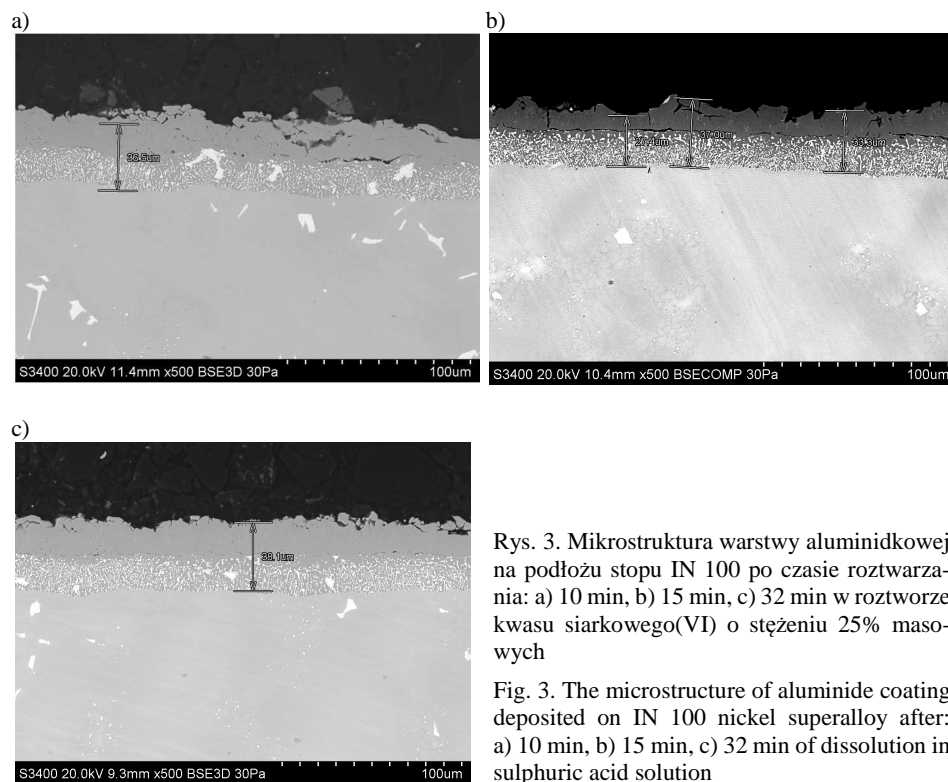 a)
b)
36.5um
27.4um
37.0um
33.3um
S3400 20.0kV 11.4mm x500 BSE3D 30Pa
100um
S3400 20.0kV 10.4mm x500 BSECOMP 30Pa
100um
c)
38.1um
S3400 20.0kV 9.3mm x500 BSE3D 30Pa
100um
Rys. 3. Mikrostruktura warstwy aluminidkowej
na podłożu stopu IN 100 po czasie roztwarza-
nia: a) 10 min, b) 15 min, c) 32 min w roztworze
kwasu siarkowego(VI) o stężeniu 25% maso-
wych
Fig. 3. The microstructure of aluminide coating
deposited on IN 100 nickel superalloy after:
a) 10 min, b) 15 min, c) 32 min of dissolution in
sulphuric acid solution